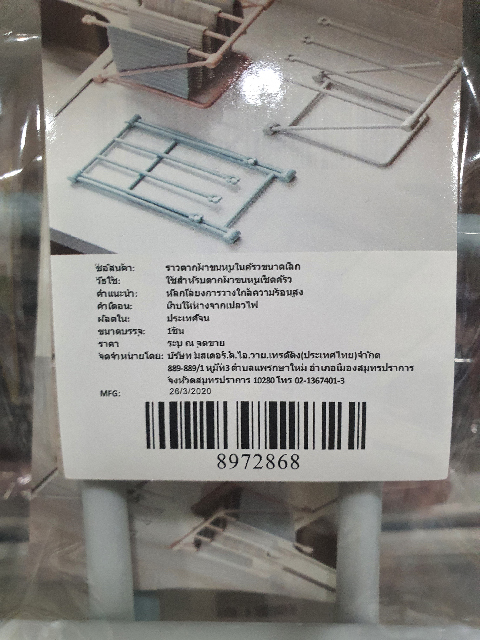 ชื่อสินค้า: ราวตากผ้าขนหนูในครัวขนาดเล็ก
วิธีใช้: ใช้สำหรับตากผ้าขนหนูเช็ดครัว
คำแนะนำ: หลีกเลี่ยงการวางใกล้ความร้อนสูง
คำเตือน: เก็บให้ห่างจากเปลวไฟ
ผลิตใน: ประเทศจีน
ขนาดบรรจุ: 1ชิ้น
ราคา ระบุ ณ จุดขาย
จัดจำหน่ายโดย: บริษัท มิสเตอร์.ดี.ไอ.วาย.เทรดดิ้ง(ประเทศไทย)จำกัด
889-889/1 หมู่ที่3 ตำบลแพรกษาใหม่ อำเภอเมืองสมุทรปราการ
จังหวัดสมุทรปราการ 10280 โทร 02-1367401-3
MFG: 26/3/2020
8972868